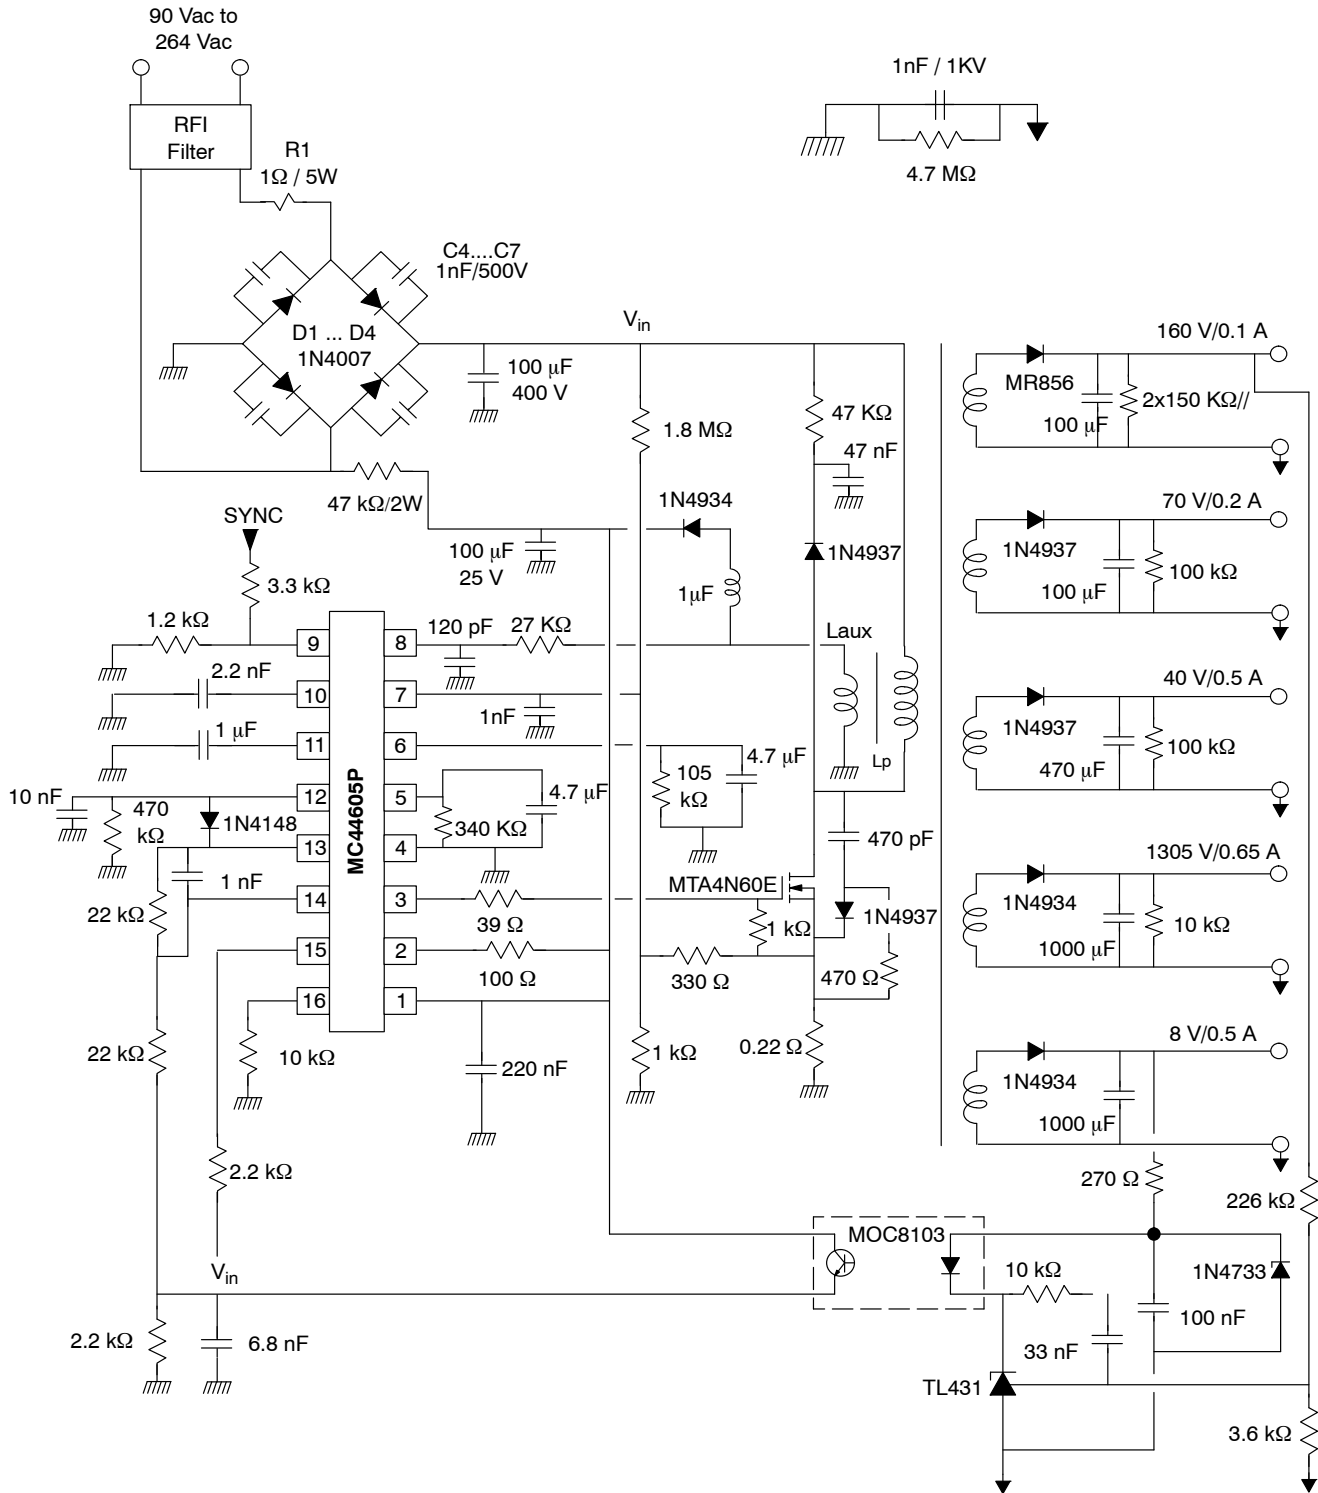 90 Vac to
264 Vac
RFI
Filter
R1
1Ω / 5W
1nF / 1KV
4.7 MΩ
C4....C7
1nF/500V
D1 ... D4
1N4007
Vin
100 µF
400 V
47 kΩ/2W
1.8 MΩ
47 KΩ
47 nF
1N4934
1N4937
1µF
100 µF
25 V
SYNC
3.3 kΩ
1.2 kΩ
2.2 nF
1 µF
10 nF
470
kΩ
1N4148
1 nF
22 kΩ
22 kΩ
10 kΩ
2.2 kΩ
Vin
2.2 kΩ
6.8 nF
MC44605P
9
10
11
12
13
14
15
16
8
7
6
5
4
3
2
1
120 pF
27 KΩ
1nF
4.7 µF
340 KΩ
105
kΩ
4.7 µF
39 Ω
100 Ω
220 nF
Laux
Lp
470 pF
MTA4N60E
1N4937
1 kΩ
330 Ω
470 Ω
1 kΩ
0.22 Ω
160 V/0.1 A
MR856
100 µF
2x150 KΩ//
70 V/0.2 A
1N4937
100 µF
100 kΩ
40 V/0.5 A
1N4937
470 µF
100 kΩ
1305 V/0.65 A
1N4934
1000 µF
10 kΩ
8 V/0.5 A
1N4934
1000 µF
270 Ω
226 kΩ
MOC8103
10 kΩ
1N4733
100 nF
33 nF
TL431
3.6 kΩ